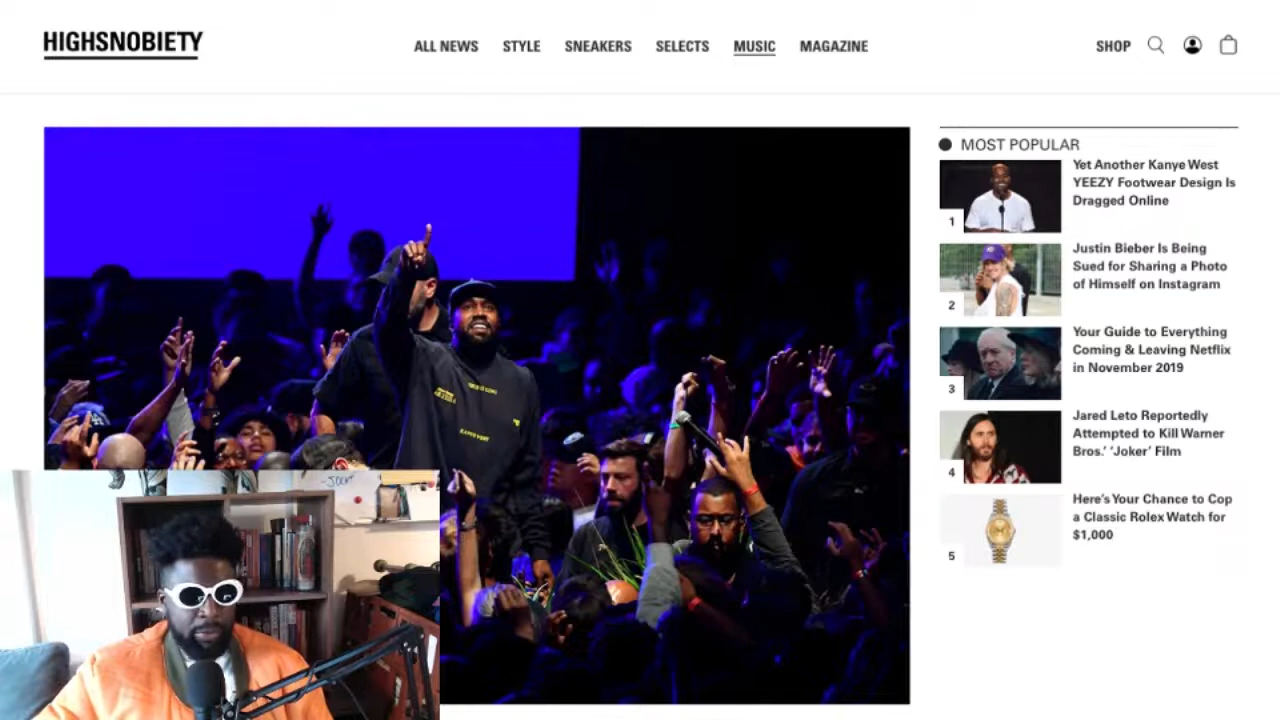 HIGHSNOBIETY
ALL NEWS STYLE SNEAKERS SELECTS MUSIC MAGAZINE
SHOP
MOST POPULAR
1
Yet Another Kanye West
YEEZY Footwear Design Is
Dragged Online
2
Justin Bieber Is Being
Sued for Sharing a Photo
of Himself on Instagram
3
Your Guide to Everything
Coming & Leaving Netflix
in November 2019
4
Jared Leto Reportedly
Attempted to Kill Warner
Bros.’ ‘Joker’ Film
5
Here’s Your Chance to Cop
a Classic Rolex Watch for
$1,000